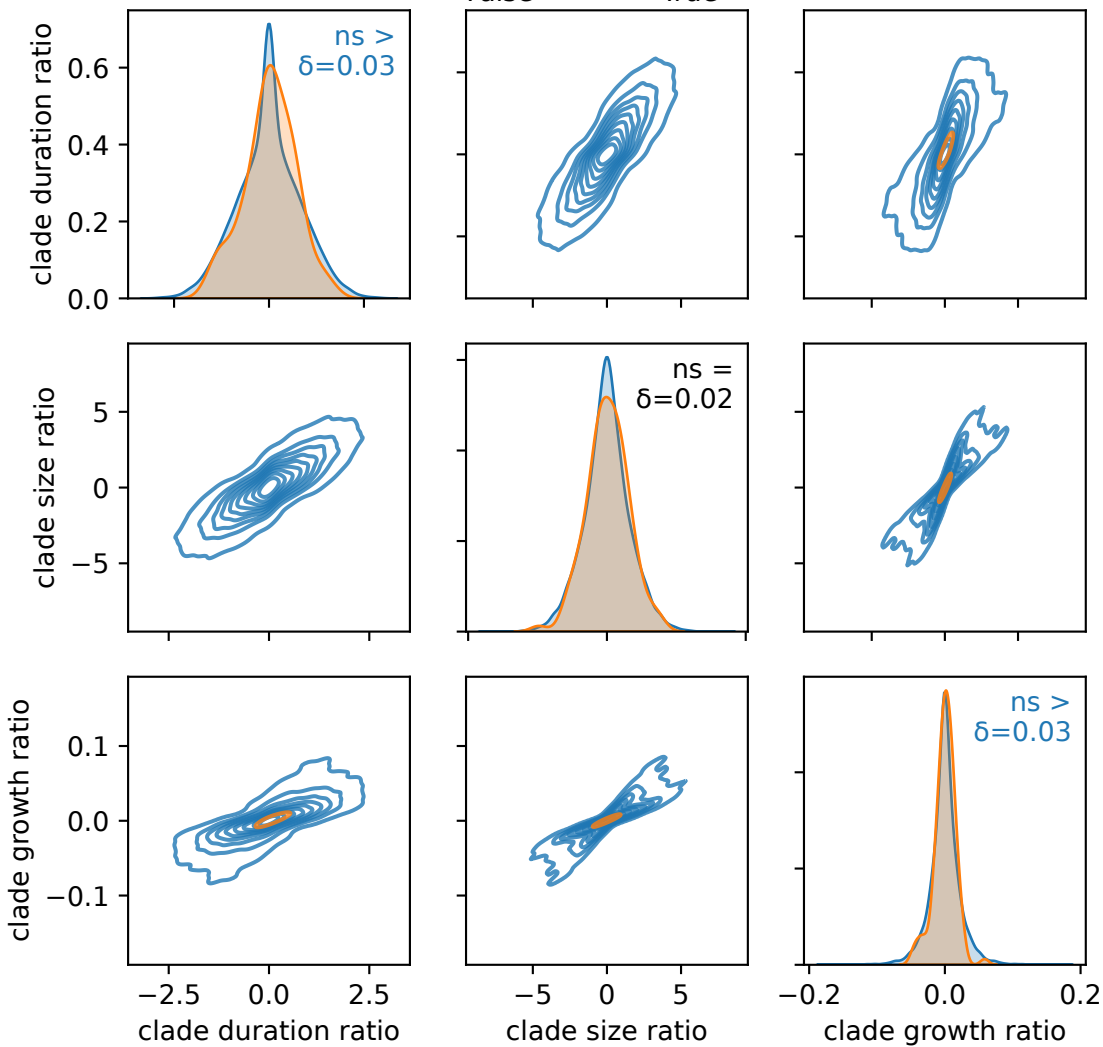 clade duration ratio
0.6
0.4
0.2
0.0
ns >
δ=0.03
clade size ratio
5
0
−5
ns =
δ=0.02
−5
0
5
clade growth ratio
0.1
0.0
−0.1
ns >
δ=0.03
−2.5
0.0
2.5
−5
0
5
−0.2
0.0
0.2
clade duration ratio
clade size ratio
clade growth ratio